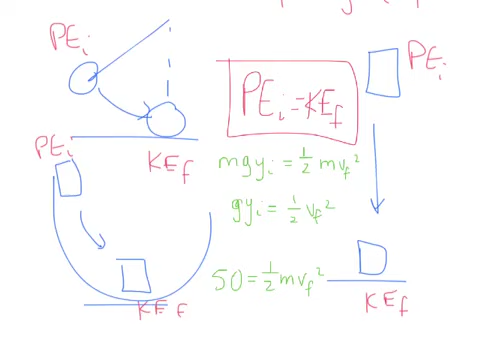 PEi
PEi
PEi = KEf
KEf
PEi
mgyi = 1/2 mvf²
gyi = 1/2 vf²
50 = 1/2 mvf²
KEf
KEf